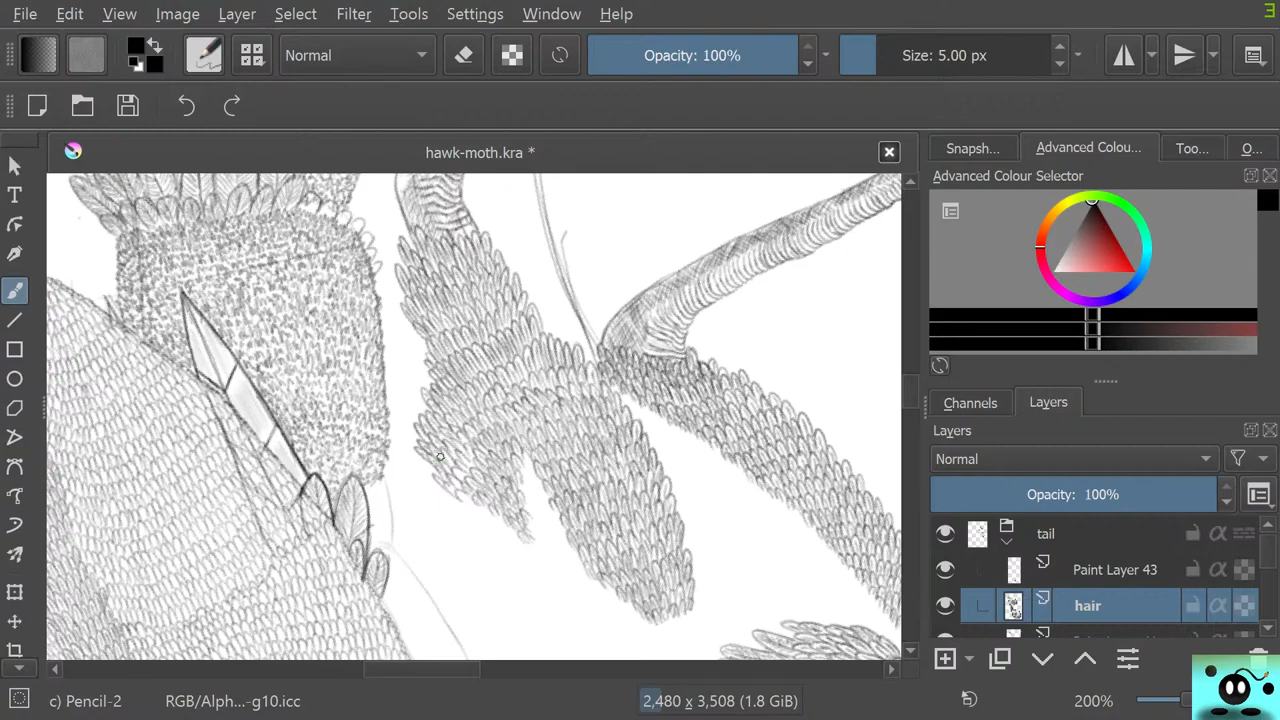 File Edit View Image Layer Select Filter Tools Settings Window Help
3
Normal
Opacity: 100%
Size: 5.00 px
hawk-moth.kra *
Snapsh...
Advanced Colou...
Too...
O...
Advanced Colour Selector
Channels
Layers
Layers
Normal
Opacity: 100%
tail
Paint Layer 43
hair
c) Pencil-2
RGB/Alph...-g10.icc
2,480 x 3,508 (1.8 GiB)
200%